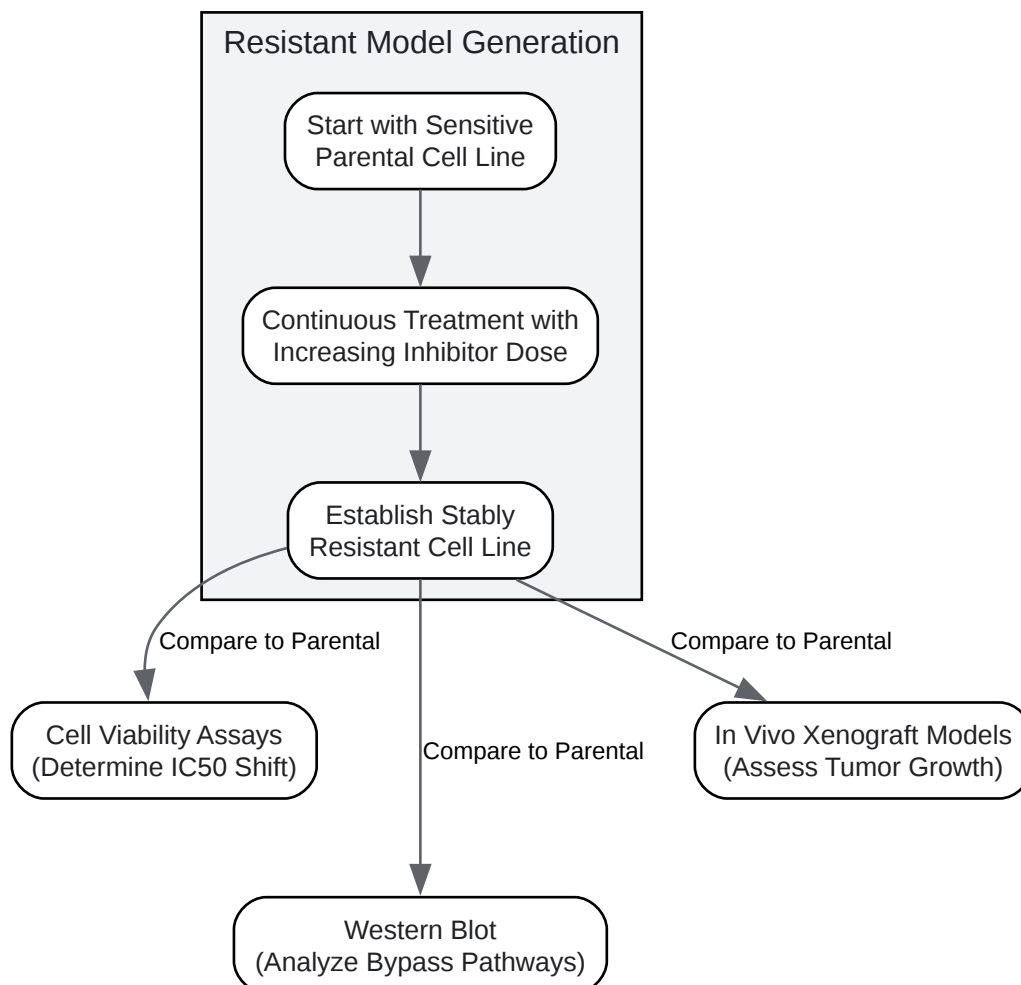 Resistant Model Generation
Start with Sensitive
Parental Cell Line
Continuous Treatment with
Increasing Inhibitor Dose
Establish Stably
Resistant Cell Line
Compare to Parental
Compare to Parental
Cell Viability Assays
(Determine IC50 Shift)
Compare to Parental
In Vivo Xenograft Models
(Assess Tumor Growth)
Western Blot
(Analyze Bypass Pathways)